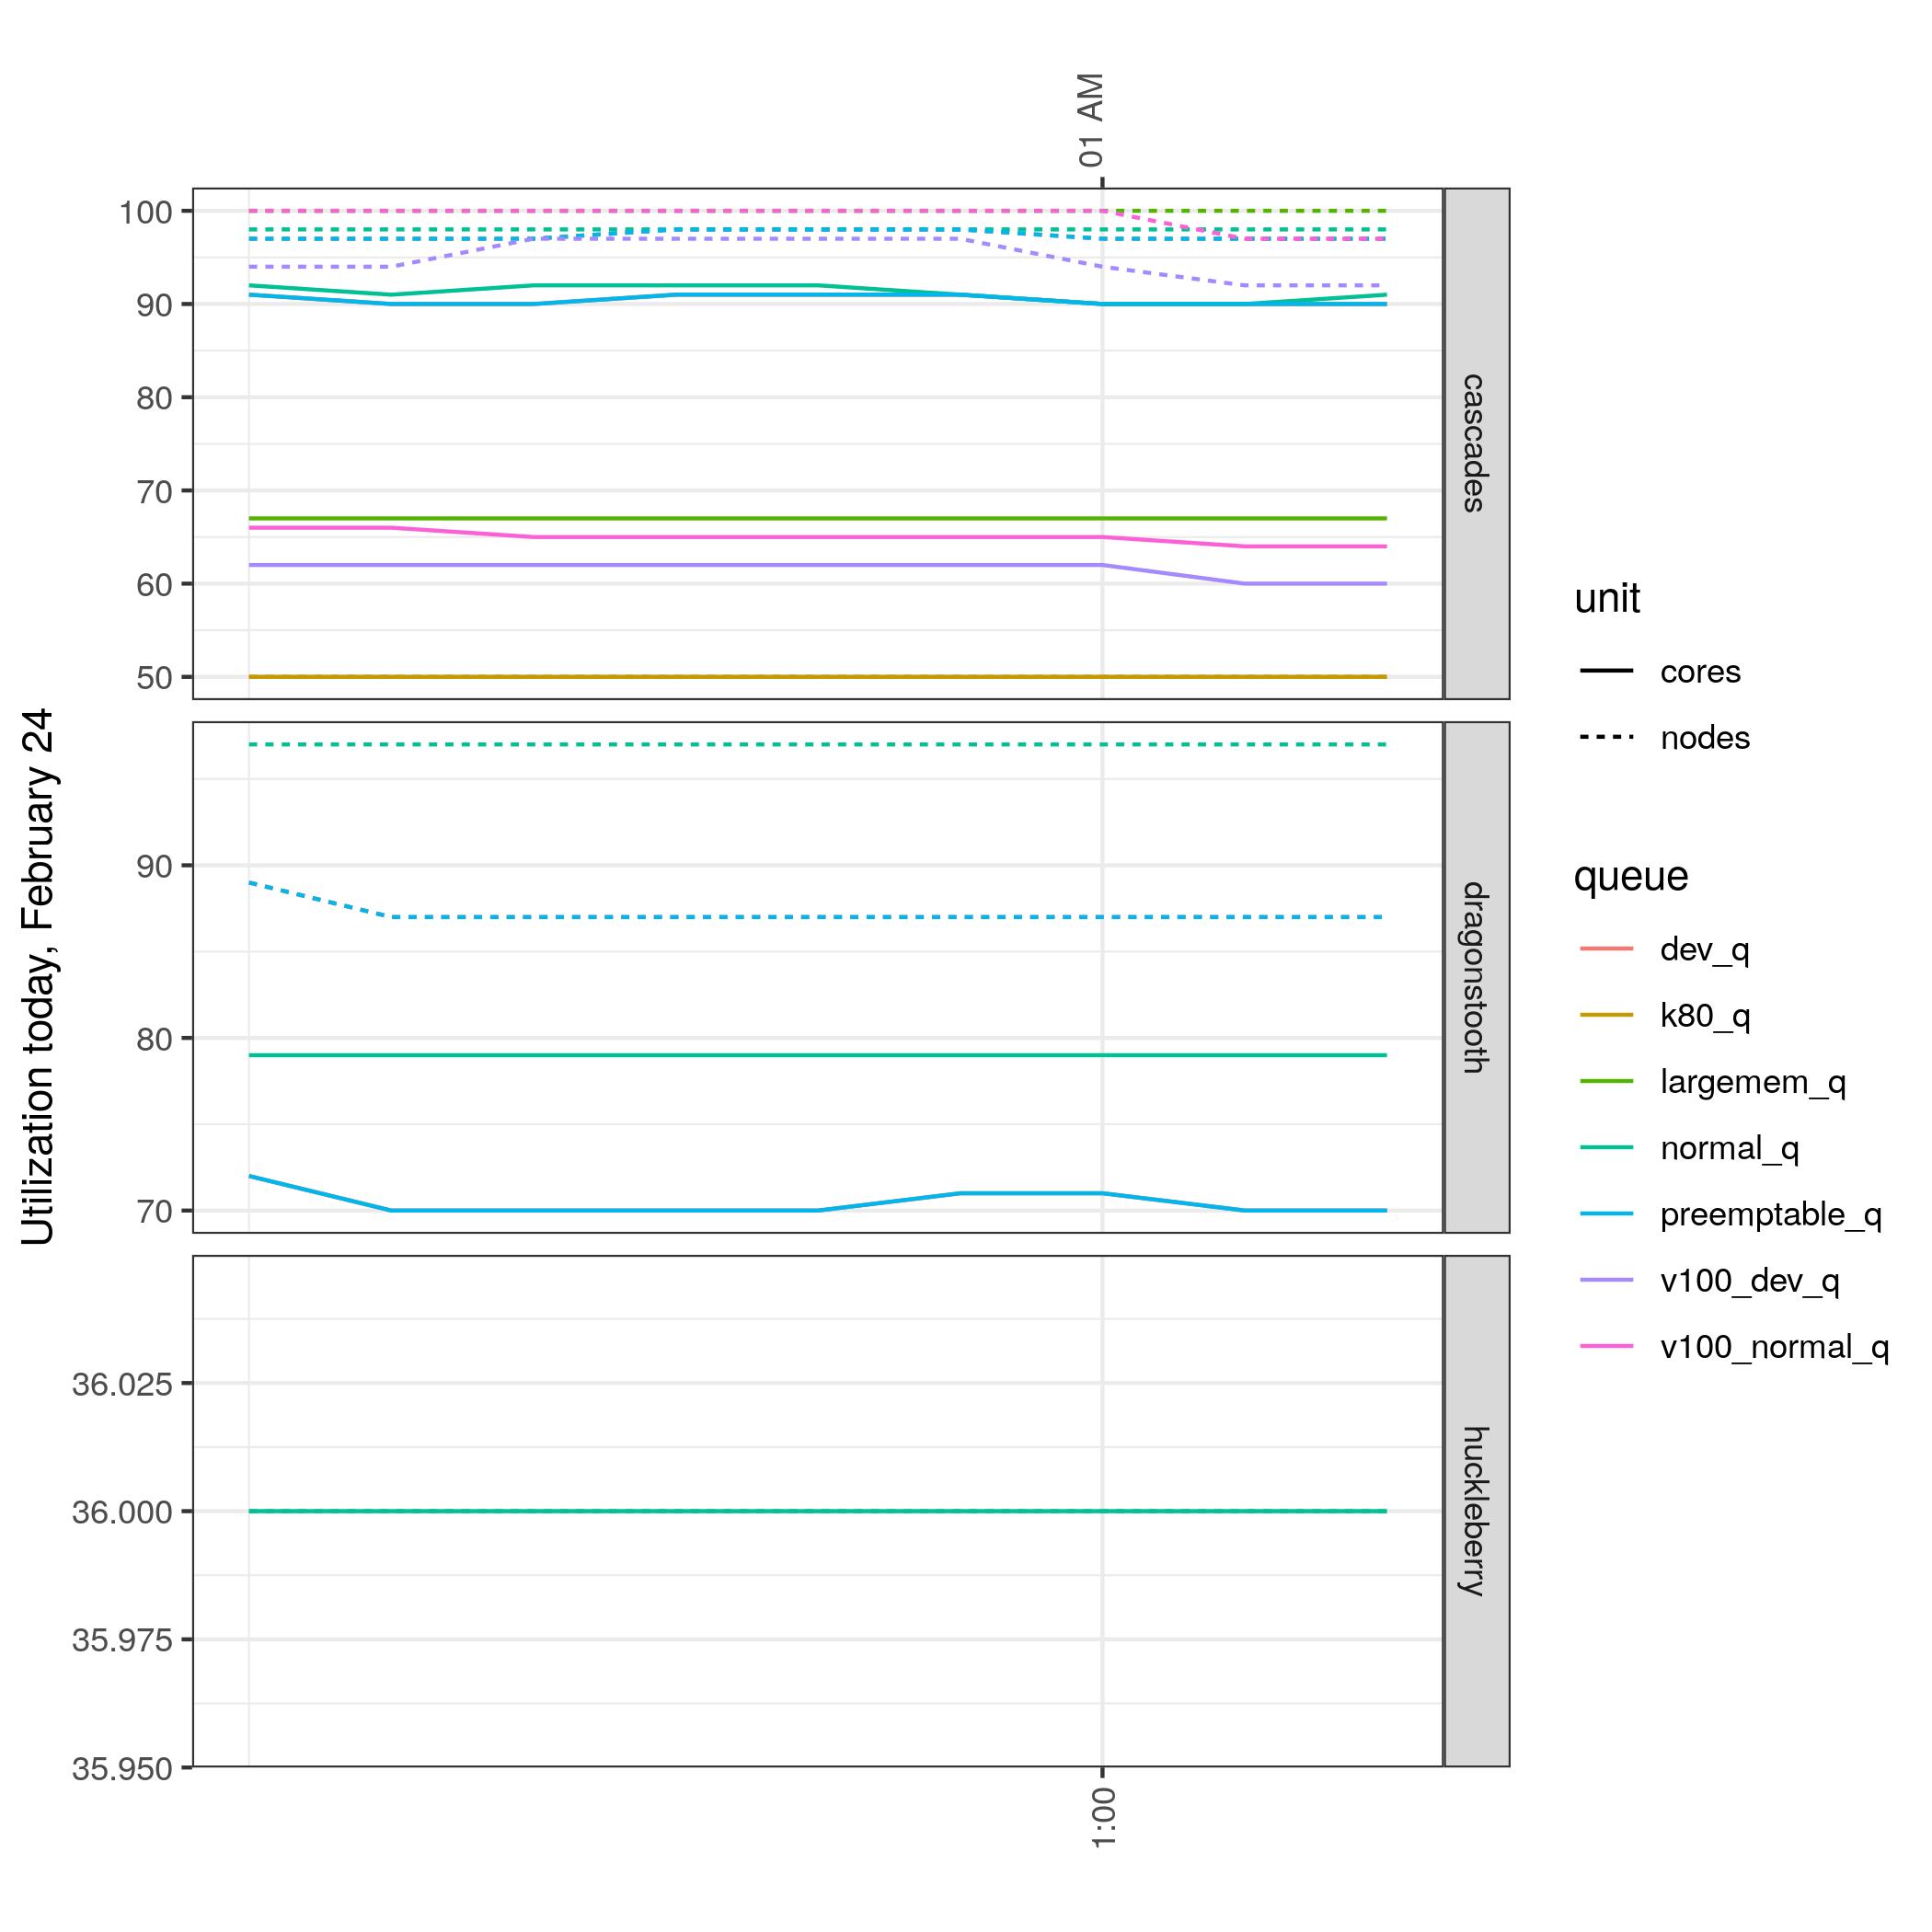 01 AM
100
90
80
70
60
50
cascades
90
80
70
dragonstooth
36.025
36.000
35.975
35.950
huckleberry
1:00
Utilization today, February 24
unit
cores
nodes
queue
dev_q
k80_q
largemem_q
normal_q
preemptable_q
v100_dev_q
v100_normal_q